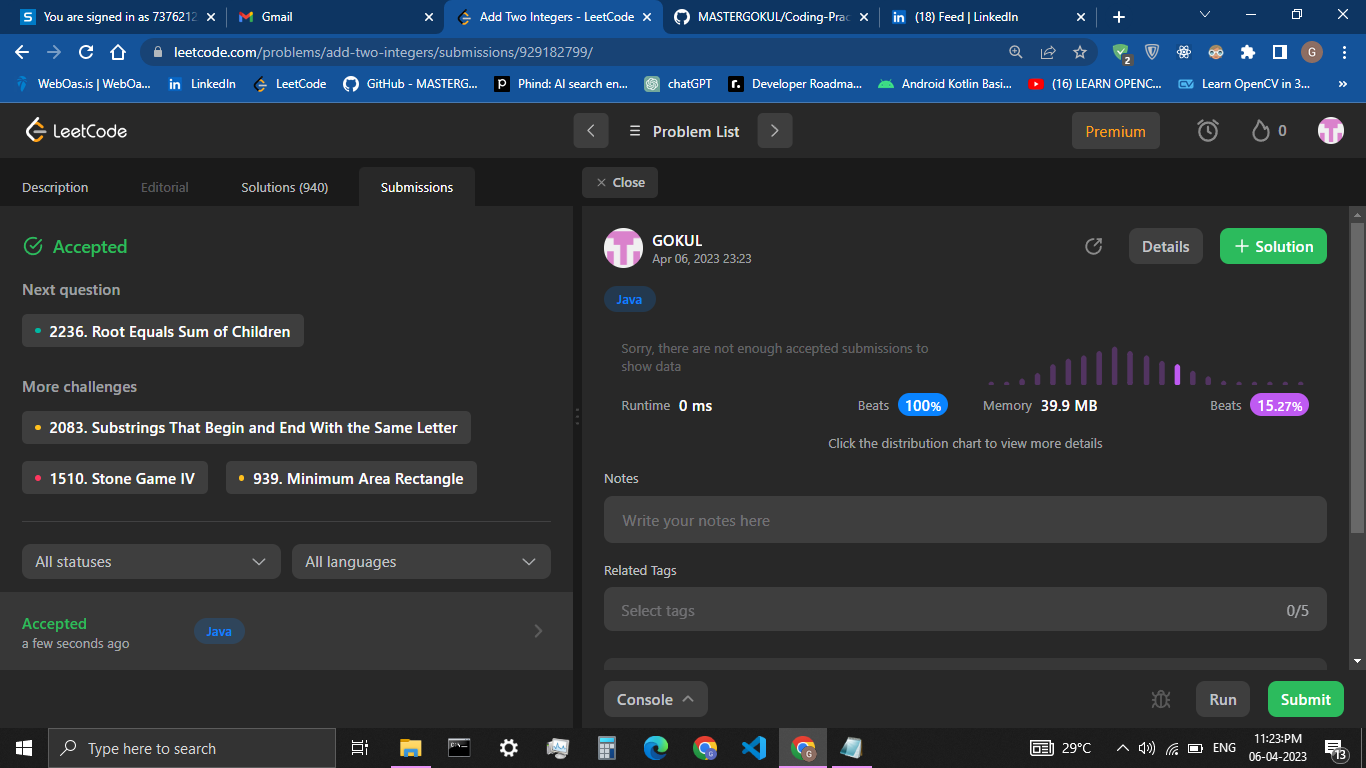 You are signed in as 7376212
Gmail
Add Two Integers - LeetCode
MASTERGOKUL/Coding-Prac
(18) Feed | LinkedIn
leetcode.com/problems/add-two-integers/submissions/929182799/
2
G
WebOas.is | WebOa...
LinkedIn
LeetCode
GitHub - MASTERG...
Phind: AI search en...
chatGPT
Developer Roadma...
Android Kotlin Basi...
(16) LEARN OPENC...
Learn OpenCV in 3...
»
LeetCode
Problem List
Premium
0
Description
Editorial
Solutions (940)
Submissions
Close
Accepted
Next question
2236. Root Equals Sum of Children
More challenges
2083. Substrings That Begin and End With the Same Letter
1510. Stone Game IV
939. Minimum Area Rectangle
All statuses
All languages
Accepted
a few seconds ago
Java
GOKUL
Apr 06, 2023 23:23
Details
+ Solution
Java
Sorry, there are not enough accepted submissions to
show data
Runtime 0 ms
Beats 100%
Memory 39.9 MB
Beats 15.27%
Click the distribution chart to view more details
Notes
Write your notes here
Related Tags
Select tags
0/5
Console
Run
Submit
Type here to search
29°C
ENG
11:23:PM
06-04-2023
13